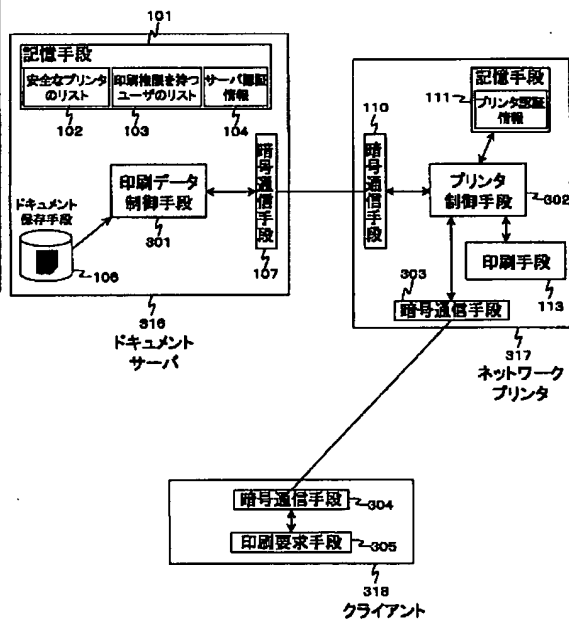 101
記憶手段
安全なプリンタ
のリスト
印刷権限を持つ
ユーザのリスト
サーバ認証
情報
102
103
104
印刷データ
制御手段
301
暗号通信手段
107
ドキュメント
保存手段
106
316
ドキュメント
サーバ
記憶手段
111
プリンタ認証
情報
110
暗号通信手段
プリンタ
制御手段
302
印刷手段
113
303
暗号通信手段
317
ネットワーク
プリンタ
暗号通信手段
304
印刷要求手段
305
318
クライアント